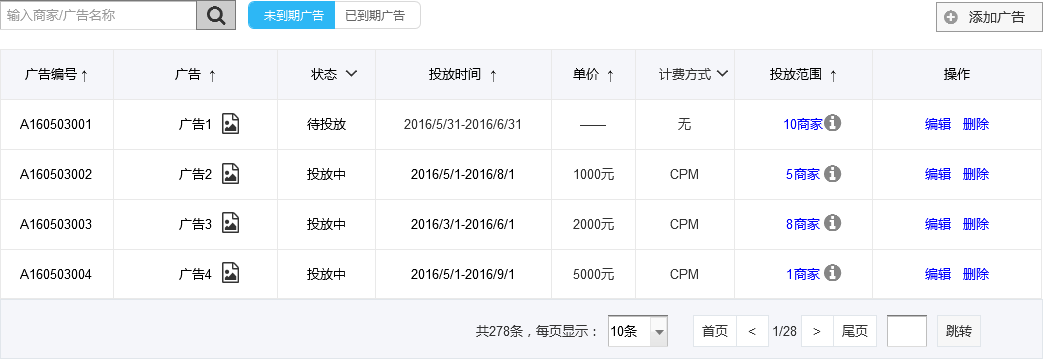 输入商家/广告名称 未到期广告 已到期广告 添加广告
广告编号↑ 广告 ↑ 状态 投放时间 ↑ 单价 ↑ 计费方式 投放范围 ↑ 操作
A160503001 广告1 待投放 2016/5/31-2016/6/31 —— 无 10商家 编辑 删除
A160503002 广告2 投放中 2016/5/1-2016/8/1 1000元 CPM 5商家 编辑 删除
A160503003 广告3 投放中 2016/3/1-2016/6/1 2000元 CPM 8商家 编辑 删除
A160503004 广告4 投放中 2016/5/1-2016/9/1 5000元 CPM 1商家 编辑 删除
共278条，每页显示： 10条 首页 < 1/28 > 尾页 跳转